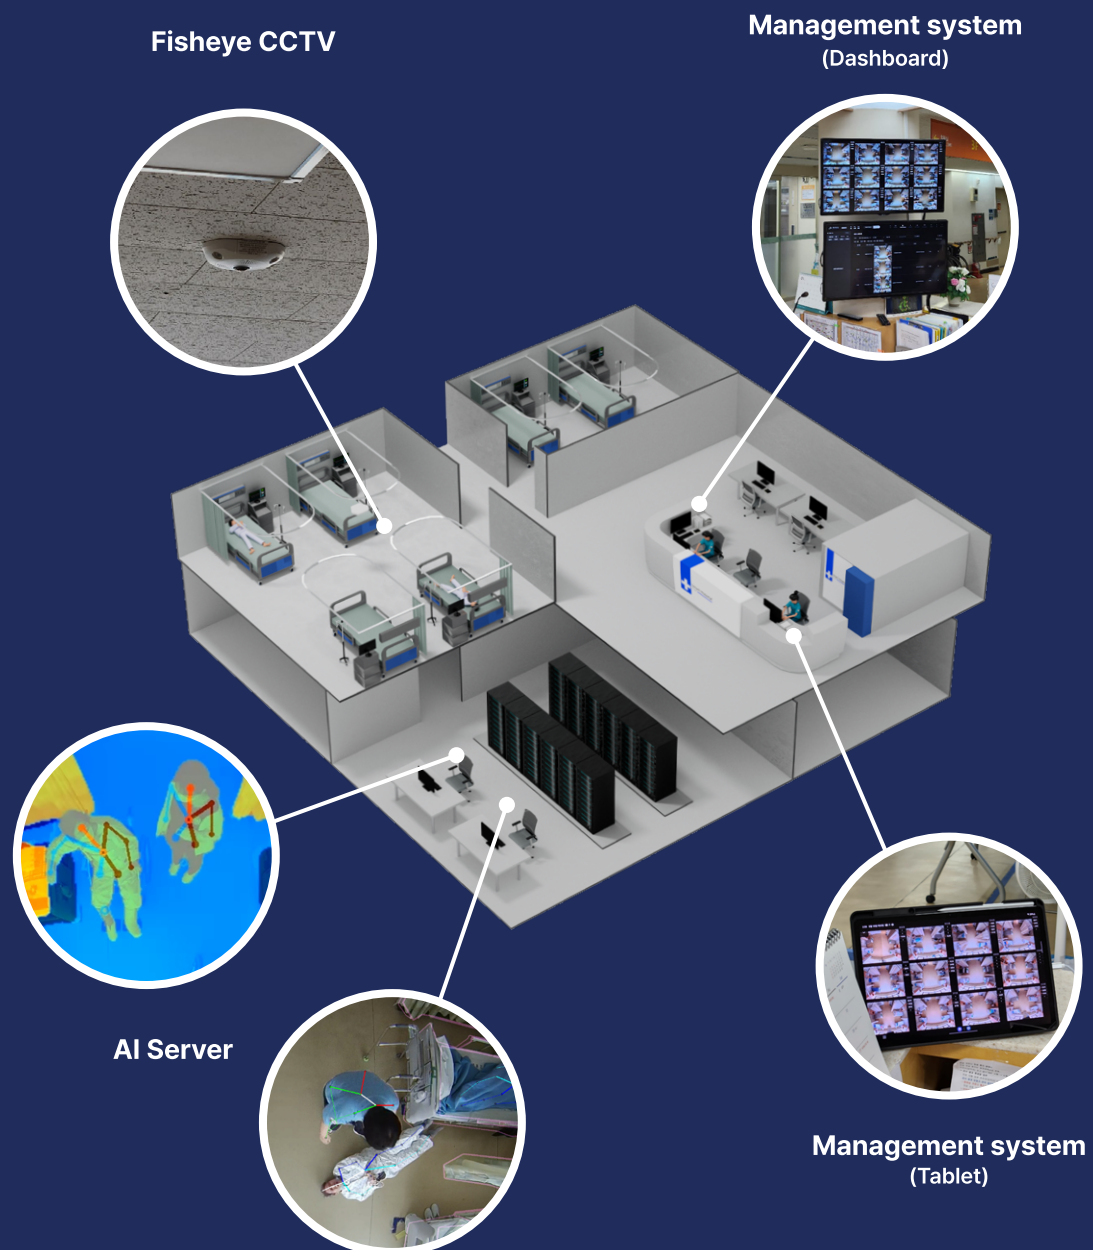 Fisheye CCTV
Management system
(Dashboard)
AI Server
Management system
(Tablet)